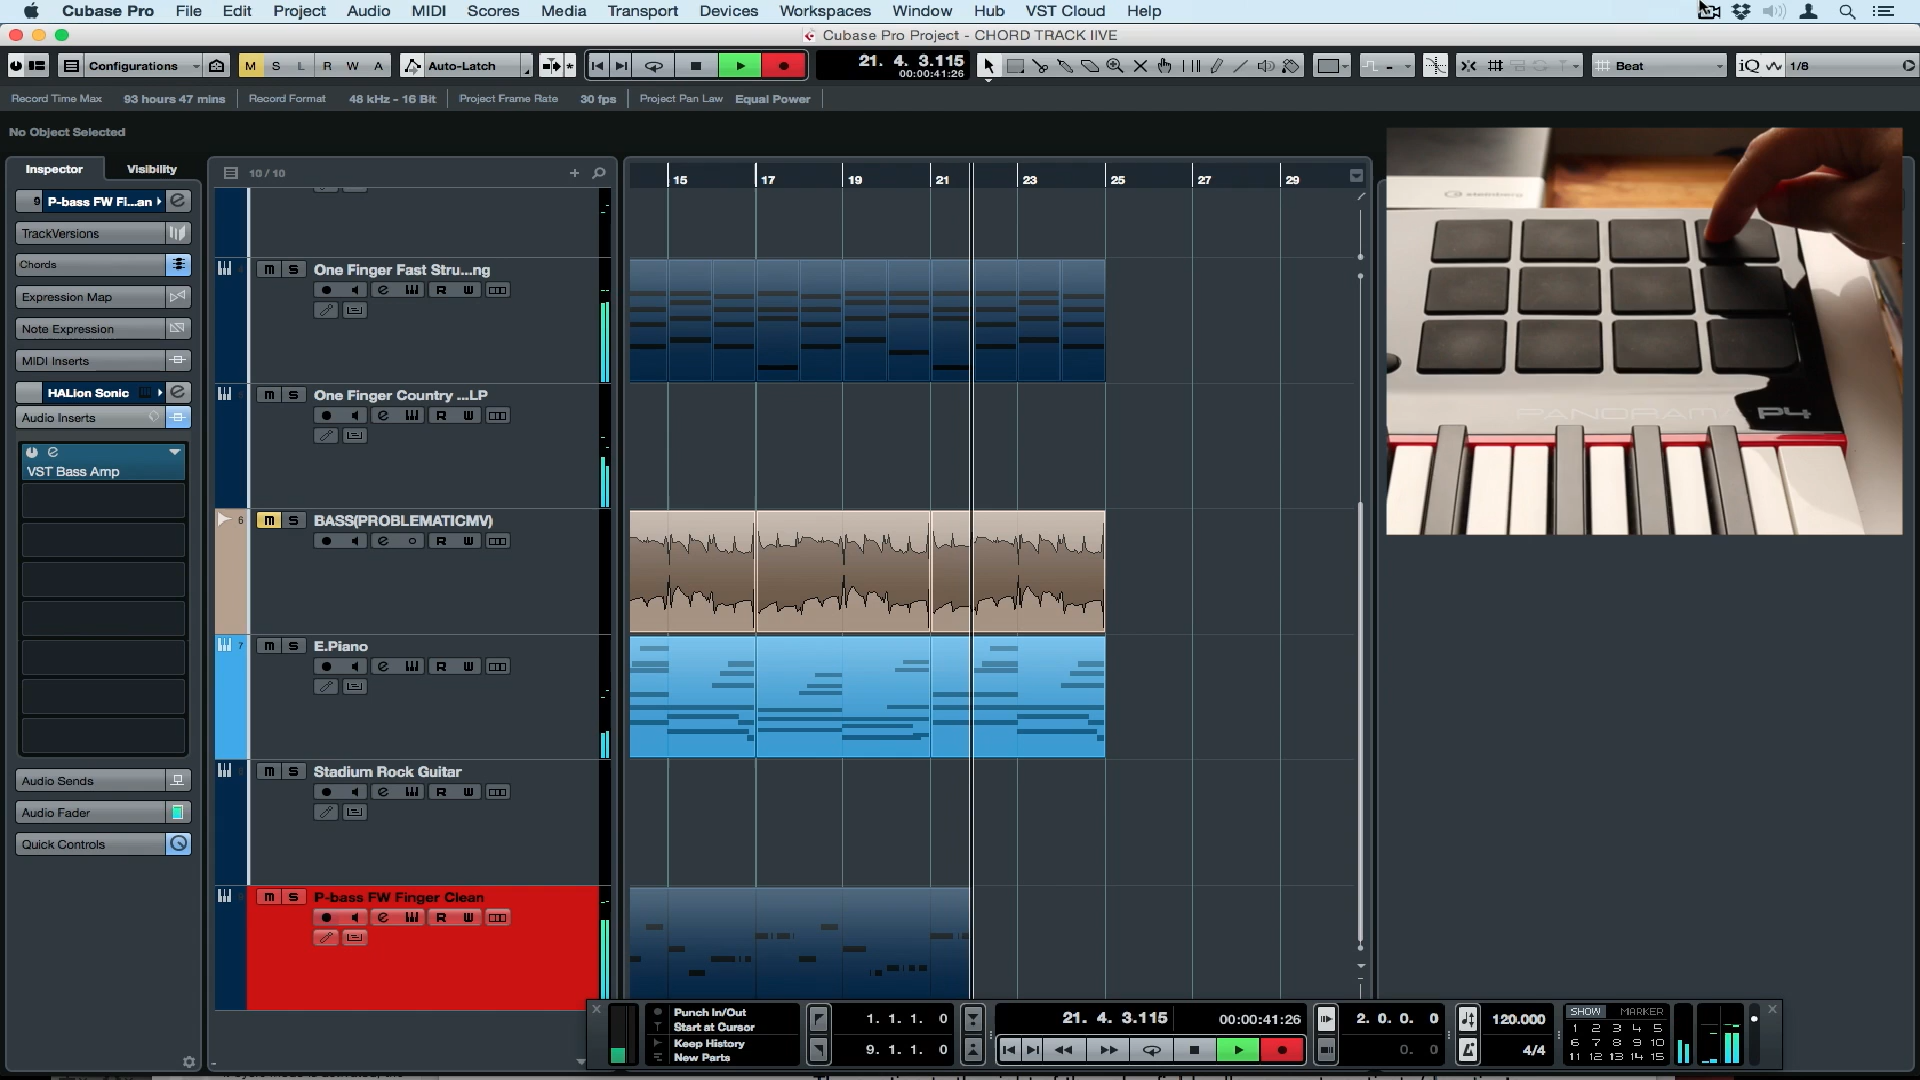 Cubase Pro File Edit Project Audio MIDI Scores Media Transport Devices Workspaces Window Hub VST Cloud Help
Cubase Pro Project - CHORD TRACK lIVE
Configurations M S L R W A Auto-Latch 21. 4. 3.115 Beat iQ 1/8
00:00:41:26
Record Time Max 93 hours 47 mins Record Format 48 kHz - 16 Bit Project Frame Rate 30 fps Project Pan Law Equal Power
No Object Selected
Inspector Visibility 10 / 10
15 17 19 21 23 25 27 29
P-bass FW Fi...an
TrackVersions
Chords
Expression Map
Note Expression
MIDI Inserts
HALion Sonic
Audio Inserts
VST Bass Amp
Audio Sends
Audio Fader
Quick Controls
m S One Finger Fast Stru...ng
R W
m S One Finger Country ...LP
R W
6 m S BASS(PROBLEMATICMV)
R W
7 m S E.Piano
R W
m S Stadium Rock Guitar
R W
m S P-bass FW Finger Clean
R W
steinberg
PANORAMA P4
Punch In/Out
Start at Cursor
Keep History
New Parts
1. 1. 1. 0
9. 1. 1. 0
21. 4. 3.115 00:00:41:26
2. 0. 0. 0
0. 0
120.000
4/4
SHOW MARKER
1 2 3 4 5
6 7 8 9 10
11 12 13 14 15